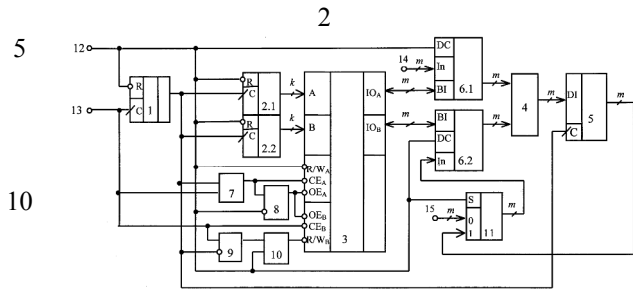 2
5
12
DC
14
m
In
m
R
R
k
A
IOA
m
BI
6.1
m
DI
m
C
1
C
2.1
4
5
13
R
k
B
IOB
m
BI
m
C
C
2.2
DC
In
6.2
R/WA
7
CEA
OEA
S
m
10
8
15
m
0
OEB
1
11
CEB
9
10
R/WB
3